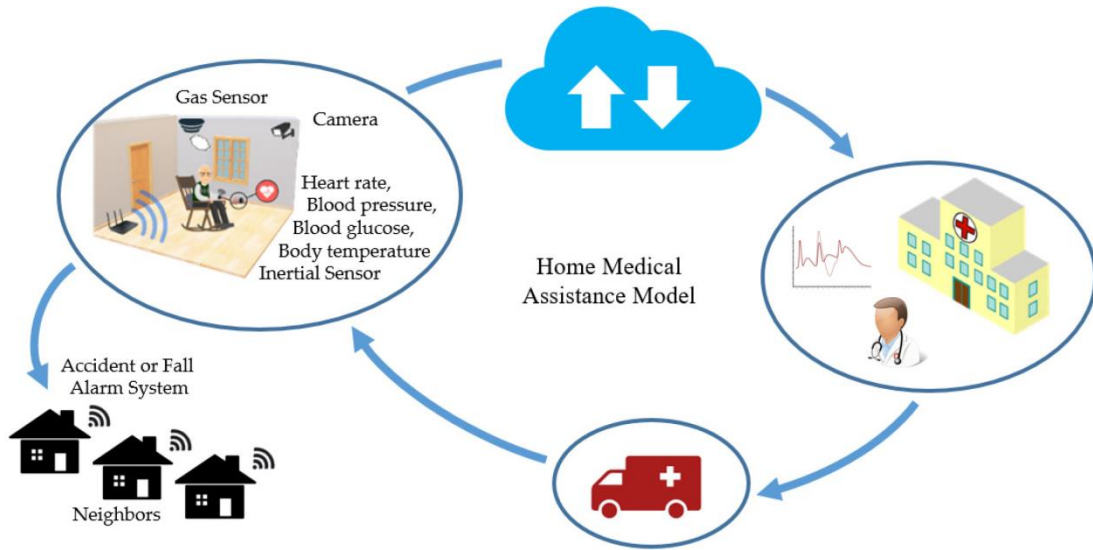 Gas Sensor
Camera
Heart rate,
Blood pressure,
Blood glucose,
Body temperature
Inertial Sensor
Home Medical
Assistance Model
Accident or Fall
Alarm System
Neighbors